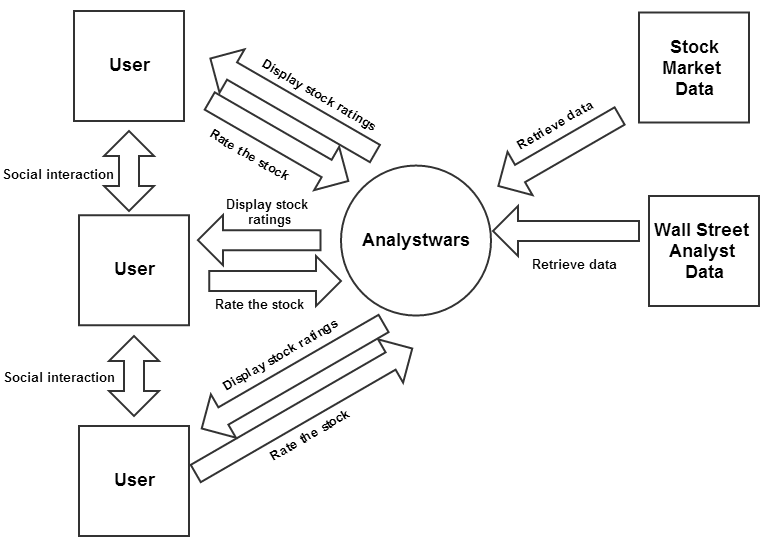 User
Display stock ratings
Rate the stock
Stock
Market
Data
Retrieve data
Social interaction
User
Display stock
ratings
Rate the stock
Analystwars
Wall Street
Analyst
Data
Retrieve data
Social interaction
Display stock ratings
Rate the stock
User